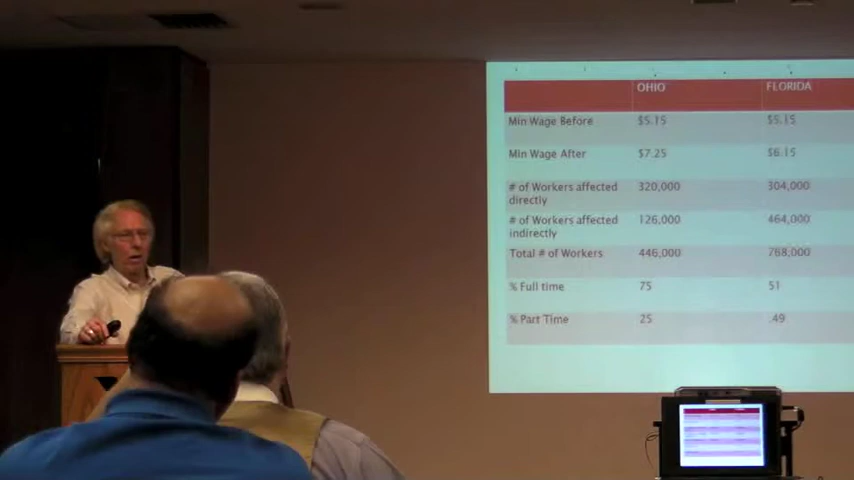 OHIO FLORIDA
Min Wage Before $5.15 $5.15
Min Wage After $7.25 $6.15
# of Workers affected 320,000 304,000
directly
# of Workers affected 126,000 464,000
indirectly
Total # of Workers 446,000 768,000
% Full time 75 51
% Part Time 25 .49